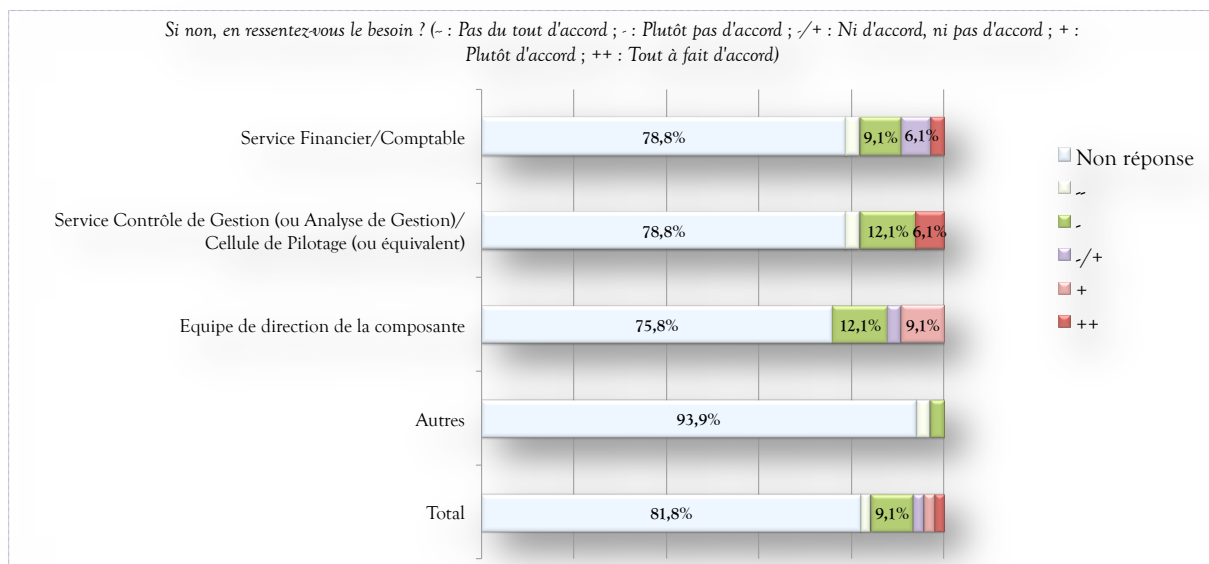 Si non, en ressentez-vous le besoin ? (-- : Pas du tout d'accord ; - : Plutôt pas d'accord ; -/+ : Ni d'accord, ni pas d'accord ; + :
Plutôt d'accord ; ++ : Tout à fait d'accord)
Service Financier/Comptable
78,8%
9,1%
6,1%
Service Contrôle de Gestion (ou Analyse de Gestion)/
Cellule de Pilotage (ou équivalent)
78,8%
12,1%
6,1%
Equipe de direction de la composante
75,8%
12,1%
9,1%
Autres
93,9%
Total
81,8%
9,1%
Non réponse
--
-
-/+
+
++